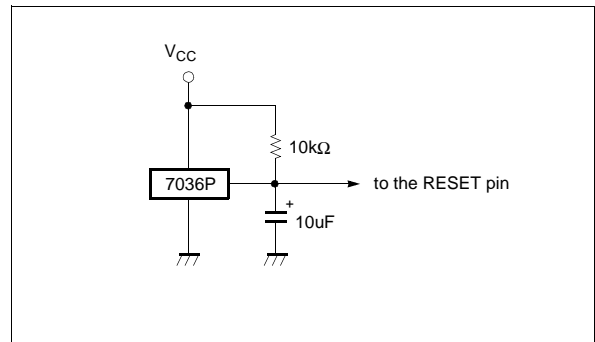 VCC
10kΩ
7036P
to the RESET pin
+
10uF